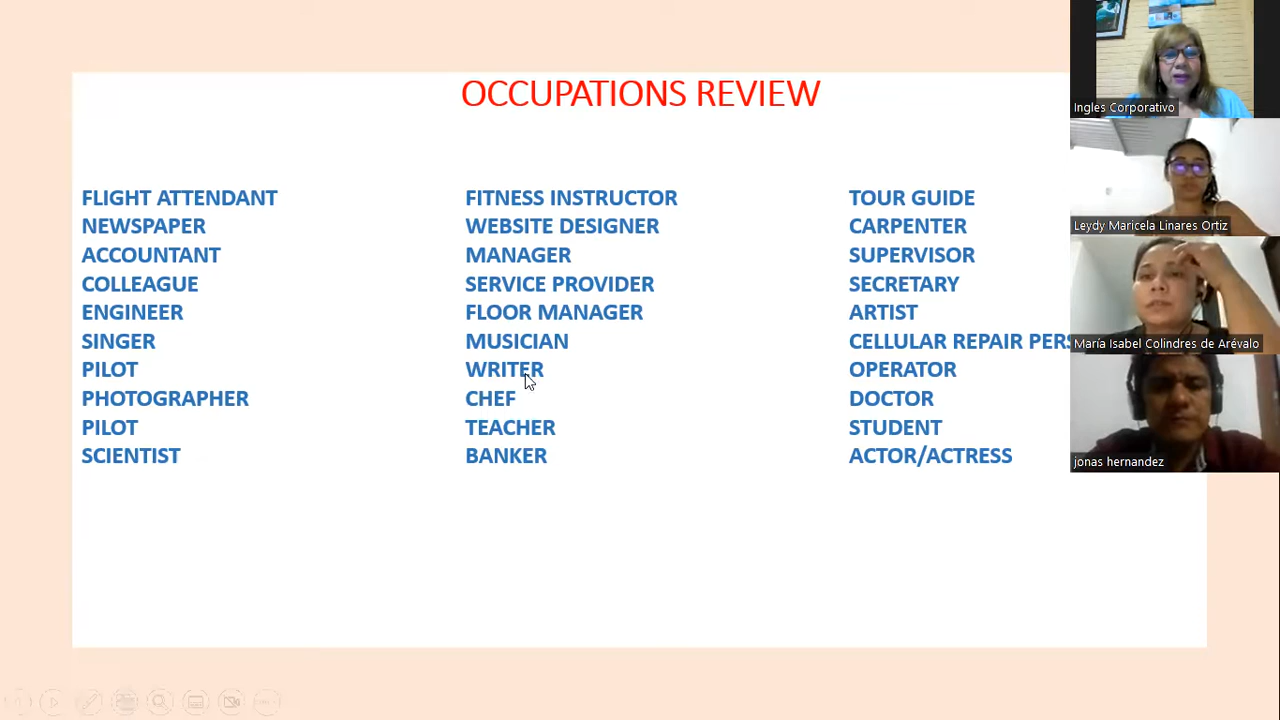 OCCUPATIONS REVIEW
FLIGHT ATTENDANT
NEWSPAPER
ACCOUNTANT
COLLEAGUE
ENGINEER
SINGER
PILOT
PHOTOGRAPHER
PILOT
SCIENTIST
FITNESS INSTRUCTOR
WEBSITE DESIGNER
MANAGER
SERVICE PROVIDER
FLOOR MANAGER
MUSICIAN
WRITER
CHEF
TEACHER
BANKER
TOUR GUIDE
CARPENTER
SUPERVISOR
SECRETARY
ARTIST
CELLULAR REPAIR PERS
OPERATOR
DOCTOR
STUDENT
ACTOR/ACTRESS
Ingles Corporativo
Leydy Maricela Linares Ortiz
María Isabel Colindres de Arévalo
jonas hernandez